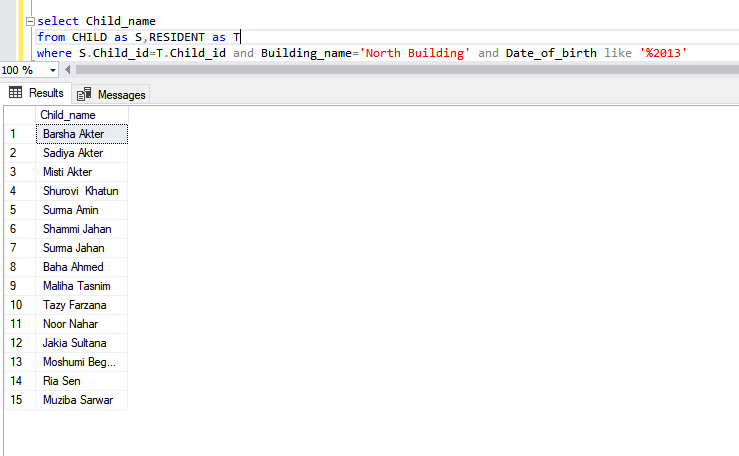 select Child_name
from CHILD as S,RESIDENT as T
where S.Child_id=T.Child_id and Building_name='North Building' and Date_of_birth like '%2013'
100 %
Results Messages
Child_name
1 Barsha Akter
2 Sadiya Akter
3 Misti Akter
4 Shurovi  Khatun
5 Surma Amin
6 Shammi Jahan
7 Surma Jahan
8 Baha Ahmed
9 Maliha Tasnim
10 Tazy Farzana
11 Noor Nahar
12 Jakia Sultana
13 Moshumi Beg...
14 Ria Sen
15 Muziba Sarwar